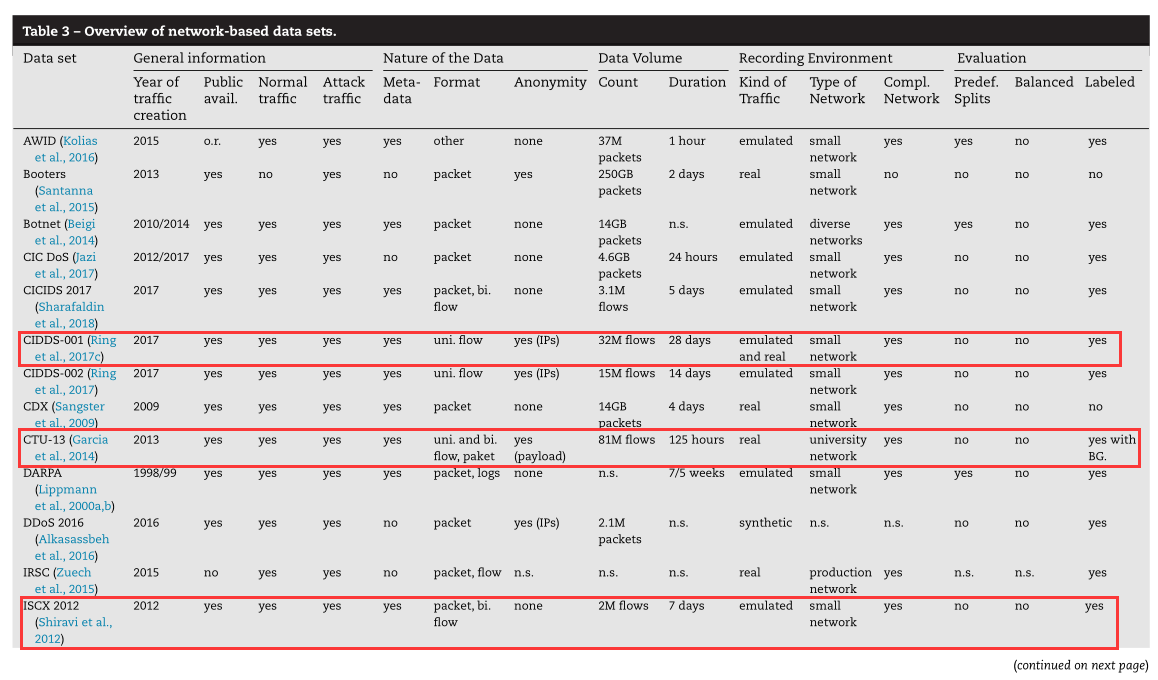 Table 3 – Overview of network-based data sets.
Data set General information Nature of the Data Data Volume Recording Environment Evaluation
Year of Public Normal Attack Meta- Format Anonymity Count Duration Kind of Type of Compl. Predef. Balanced Labeled
traffic avail. traffic traffic data Traffic Network Network Splits
creation
AWID (Kolias 2015 o.r. yes yes yes other none 37M 1 hour emulated small yes yes no yes
et al., 2016) packets network
Booters 2013 yes no yes no packet yes 250GB 2 days real small no no no no
(Santanna packets network
et al., 2015)
Botnet (Beigi 2010/2014 yes yes yes yes packet none 14GB n.s. emulated diverse yes yes no yes
et al., 2014) packets networks
CIC DoS (Jazi 2012/2017 yes yes yes no packet none 4.6GB 24 hours emulated small yes no no yes
et al., 2017) packets network
CICIDS 2017 2017 yes yes yes yes packet, bi. none 3.1M 5 days emulated small yes no no yes
(Sharafaldin flow flows network
et al., 2018)
CIDDS-001 (Ring 2017 yes yes yes yes uni. flow yes (IPs) 32M flows 28 days emulated small yes no no yes
et al., 2017c) and real network
CIDDS-002 (Ring 2017 yes yes yes yes uni. flow yes (IPs) 15M flows 14 days emulated small yes no no yes
et al., 2017) network
CDX (Sangster 2009 yes yes yes yes packet none 14GB 4 days real small yes no no no
et al., 2009) packets network
CTU-13 (Garcia 2013 yes yes yes yes uni. and bi. yes 81M flows 125 hours real university yes no no yes with
et al., 2014) flow, paket (payload) network BG.
DARPA 1998/99 yes yes yes yes packet, logs none n.s. 7/5 weeks emulated small yes yes no yes
(Lippmann network
et al., 2000a,b)
DDoS 2016 2016 yes yes yes no packet yes (IPs) 2.1M n.s. synthetic n.s. n.s. no no yes
(Alkasassbeh packets
et al., 2016)
IRSC (Zuech 2015 no yes yes no packet, flow n.s. n.s. n.s. real production yes n.s. n.s. yes
et al., 2015) network
ISCX 2012 2012 yes yes yes yes packet, bi. none 2M flows 7 days emulated small yes no no yes
(Shiravi et al., flow network
2012)
(continued on next page)